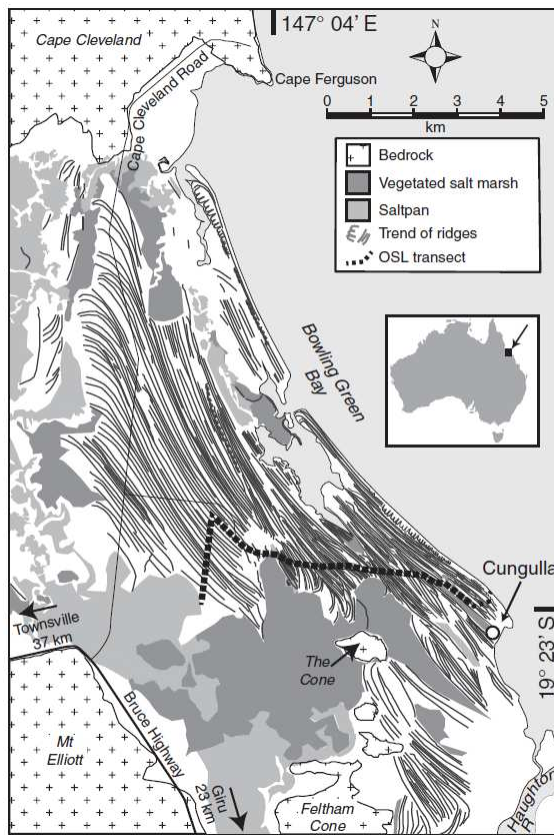 147° 04' E
N
Cape Cleveland
Cape Cleveland Road
Cape Ferguson
0 1 2 3 4 5
km
Bedrock
Vegetated salt marsh
Saltpan
Trend of ridges
OSL transect
Bowling Green
Bay
Cungulla
19° 23' S
Townsville
37 km
The
Cone
Bruce Highway
Mt
Elliott
Giru
23 km
Feltham
Cone